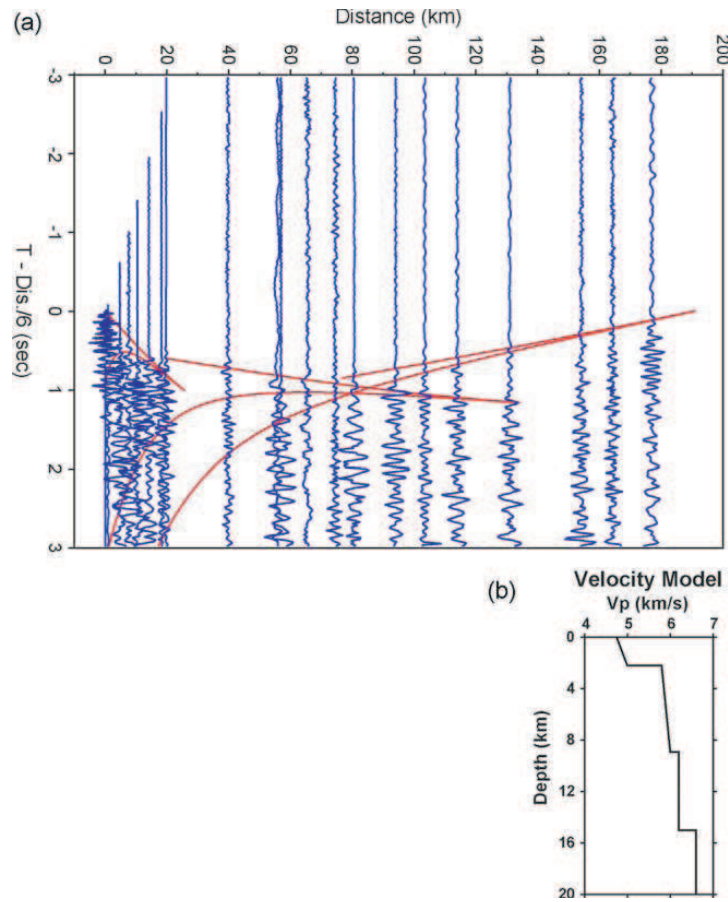 (a)
Distance (km)
0 20 40 60 80 100 120 140 160 180 200
-3
-2
-1
0
1
2
3
T - Dis./6 (sec)
(b)
Velocity Model
Vp (km/s)
4 5 6 7
0
4
8
12
16
20
Depth (km)